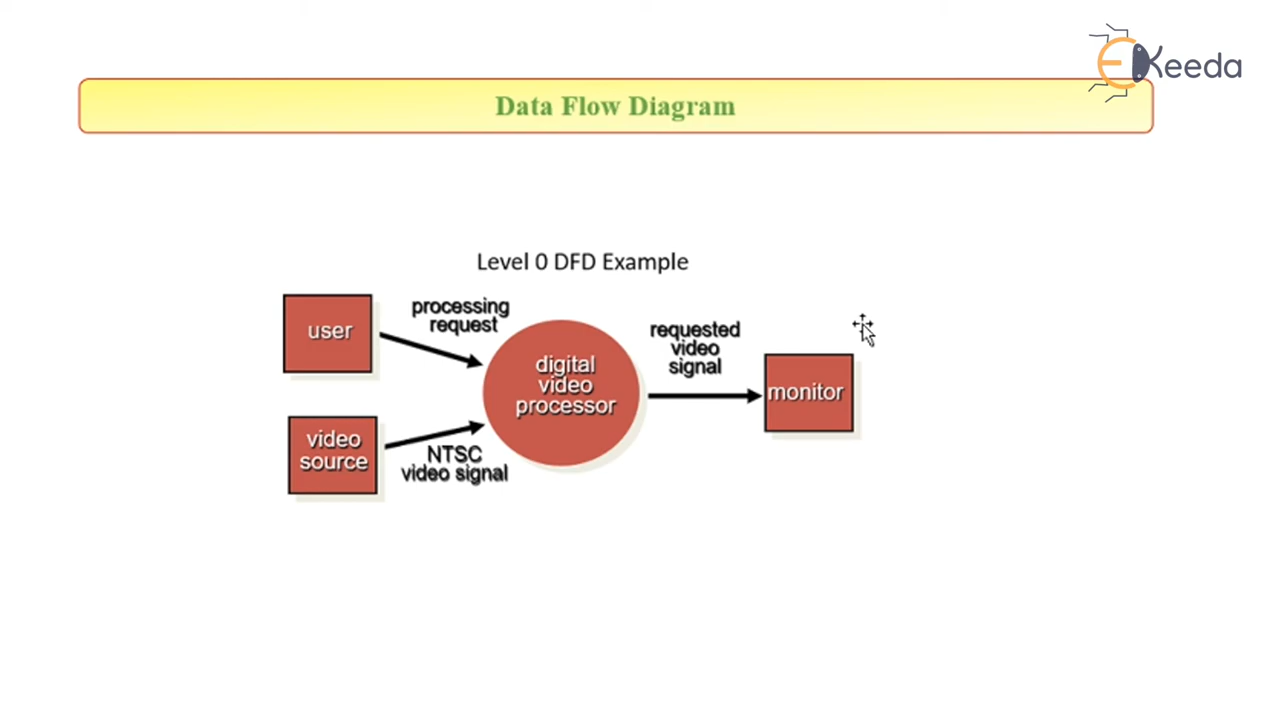 EKeeda
Data Flow Diagram
Level 0 DFD Example
user
processing
request
digital
video
processor
requested
video
signal
monitor
video
source
NTSC
video signal